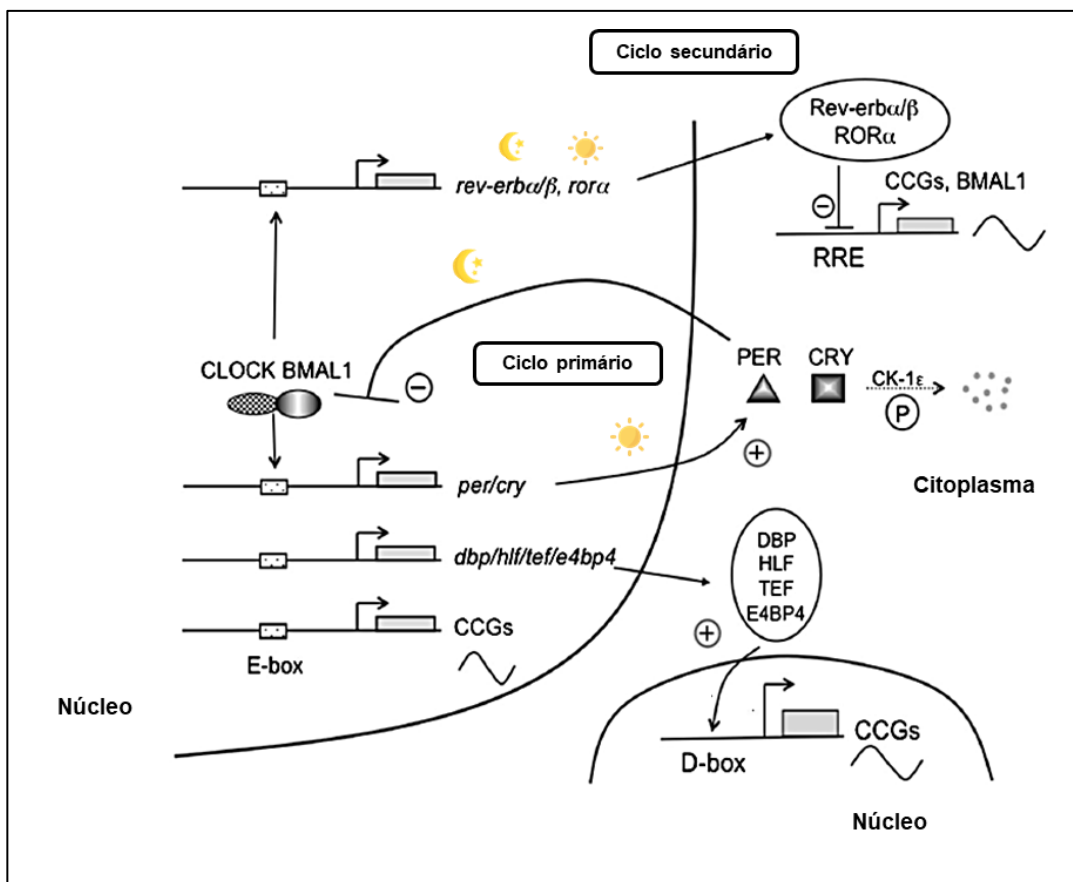 Ciclo secundário
Rev-erbα/β
RORα
rev-erbα/β, rorα
CCGs, BMAL1
−
RRE
Ciclo primário
CLOCK BMAL1
−
PER
CRY
CK-1ε
P
+
per/cry
Citoplasma
dbp/hlf/tef/e4bp4
DBP
HLF
TEF
E4BP4
+
CCGs
E-box
Núcleo
CCGs
D-box
Núcleo